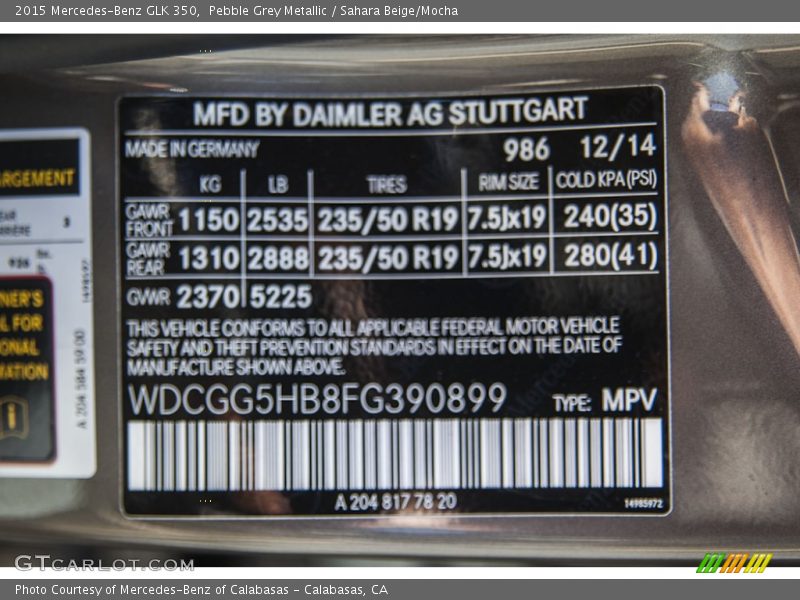 2015 Mercedes-Benz GLK 350, Pebble Grey Metallic / Sahara Beige/Mocha
MFD BY DAIMLER AG STUTTGART
MADE IN GERMANY 986 12/14
KG LB TIRES RIM SIZE COLD KPA(PSI)
GAWR FRONT 1150 2535 235/50 R19 7.5Jx19 240(35)
GAWR REAR 1310 2888 235/50 R19 7.5Jx19 280(41)
GVWR 2370 5225
THIS VEHICLE CONFORMS TO ALL APPLICABLE FEDERAL MOTOR VEHICLE
SAFETY AND THEFT PREVENTION STANDARDS IN EFFECT ON THE DATE OF
MANUFACTURE SHOWN ABOVE.
WDCGG5HB8FG390899 TYPE: MPV
A 204 817 78 20
14985972
ARGEMENT
NER'S
L FOR
ONAL
MATION
A 204 584 59 00
GTCARLOT.COM
Photo Courtesy of Mercedes-Benz of Calabasas - Calabasas, CA